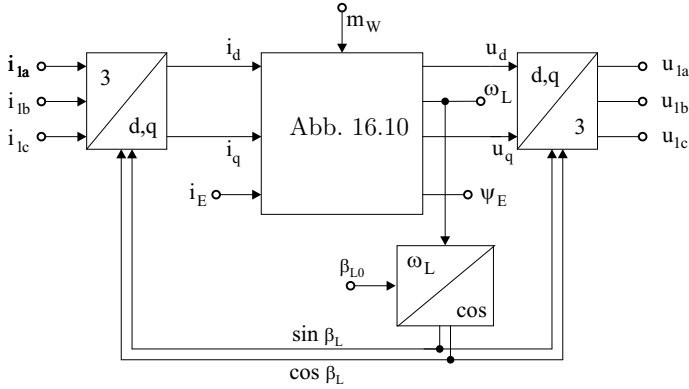 m_W
i_1a
i_1b
i_1c
3
d,q
i_d
i_q
i_E
Abb. 16.10
u_d
ω_L
u_q
ψ_E
d,q
3
u_1a
u_1b
u_1c
β_L0
ω_L
cos
sin β_L
cos β_L